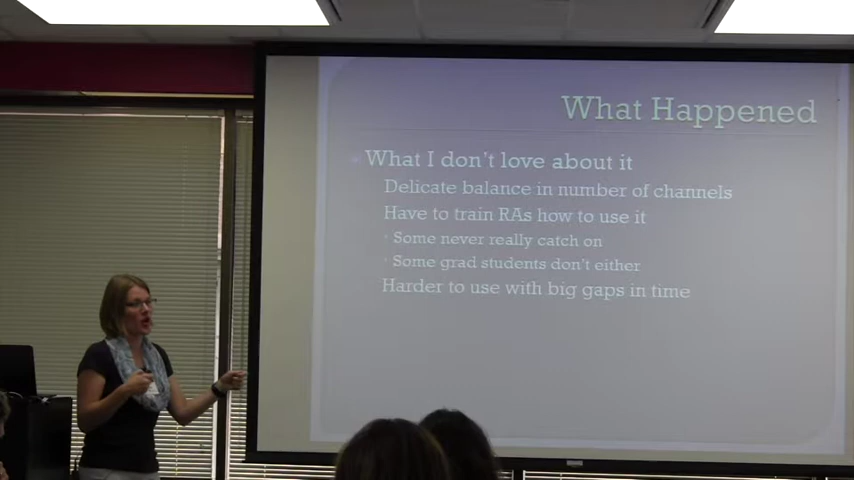 What Happened
What I don't love about it
Delicate balance in number of channels
Have to train RAs how to use it
Some never really catch on
Some grad students don't either
Harder to use with big gaps in time